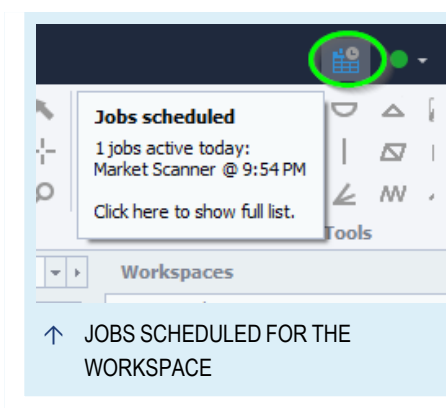 Jobs scheduled
1 jobs active today:
Market Scanner @ 9:54 PM
Click here to show full list.
Tools
Workspaces
↑ JOBS SCHEDULED FOR THE
WORKSPACE